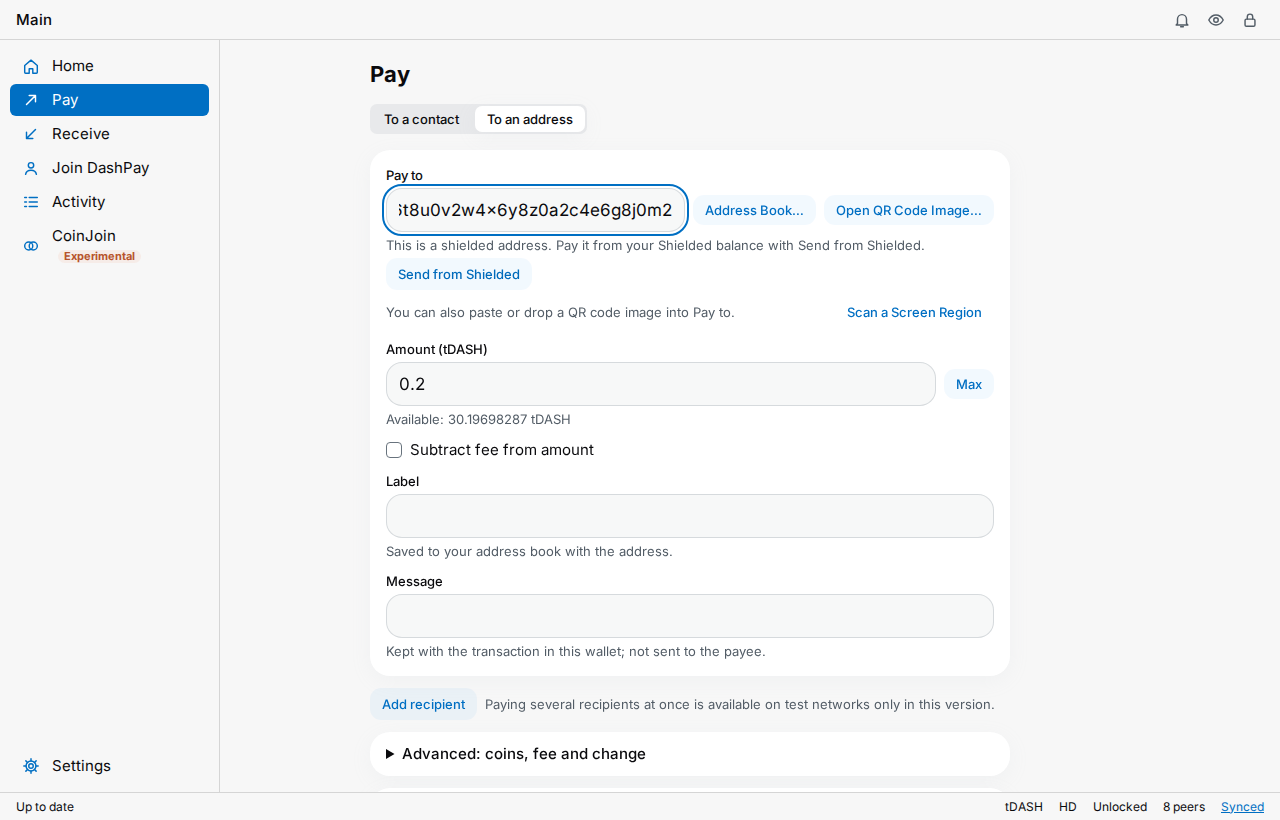 Main
Home
Pay
Receive
Join DashPay
Activity
CoinJoin
Experimental
Settings
Pay
To a contact
To an address
Pay to
t8u0v2w4x6y8z0a2c4e6g8j0m2
Address Book...
Open QR Code Image...
This is a shielded address. Pay it from your Shielded balance with Send from Shielded.
Send from Shielded
You can also paste or drop a QR code image into Pay to.
Scan a Screen Region
Amount (tDASH)
0.2
Max
Available: 30.19698287 tDASH
Subtract fee from amount
Label
Saved to your address book with the address.
Message
Kept with the transaction in this wallet; not sent to the payee.
Add recipient
Paying several recipients at once is available on test networks only in this version.
Advanced: coins, fee and change
Up to date
tDASH
HD
Unlocked
8 peers
Synced